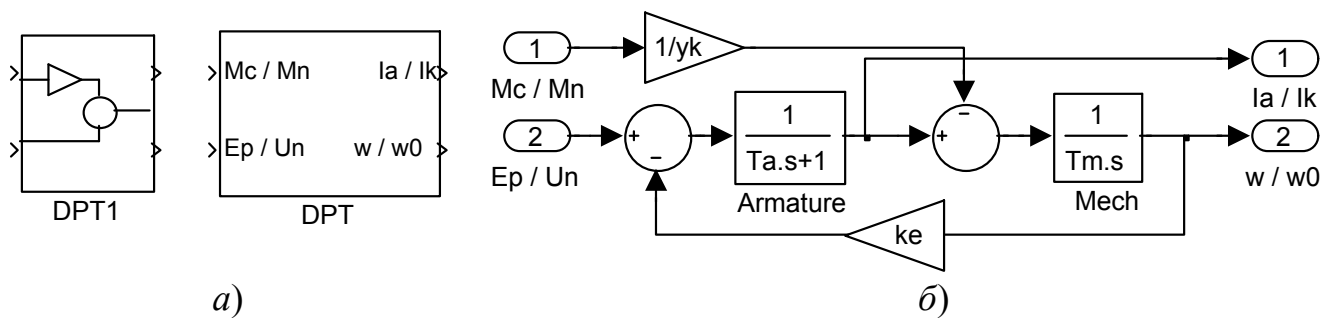 DPT1
Mc / Mn
Ia / Ik
Ep / Un
w / w0
DPT
а)
1
Mc / Mn
1/yk
2
Ep / Un
+
−
1
Ta.s+1
Armature
−
+
1
Tm.s
Mech
ke
1
Ia / Ik
2
w / w0
б)